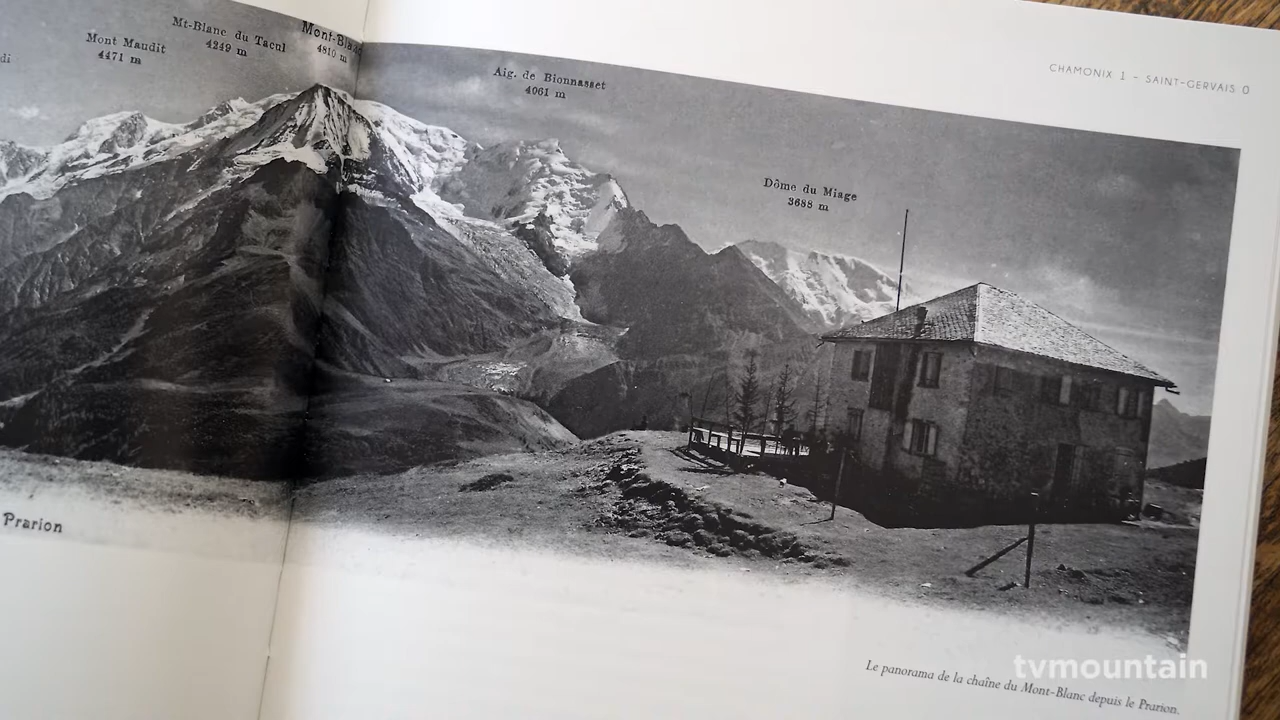 CHAMONIX 1 - SAINT-GERVAIS 0
di
Mont Maudit
4471 m
Mt-Blanc du Tacul
4249 m
Mont-Blanc
4810 m
Aig. de Bionnasset
4061 m
Dôme du Miage
3688 m
Prarion
Le panorama de la chaîne du Mont-Blanc depuis le Prarion.
tvmountain